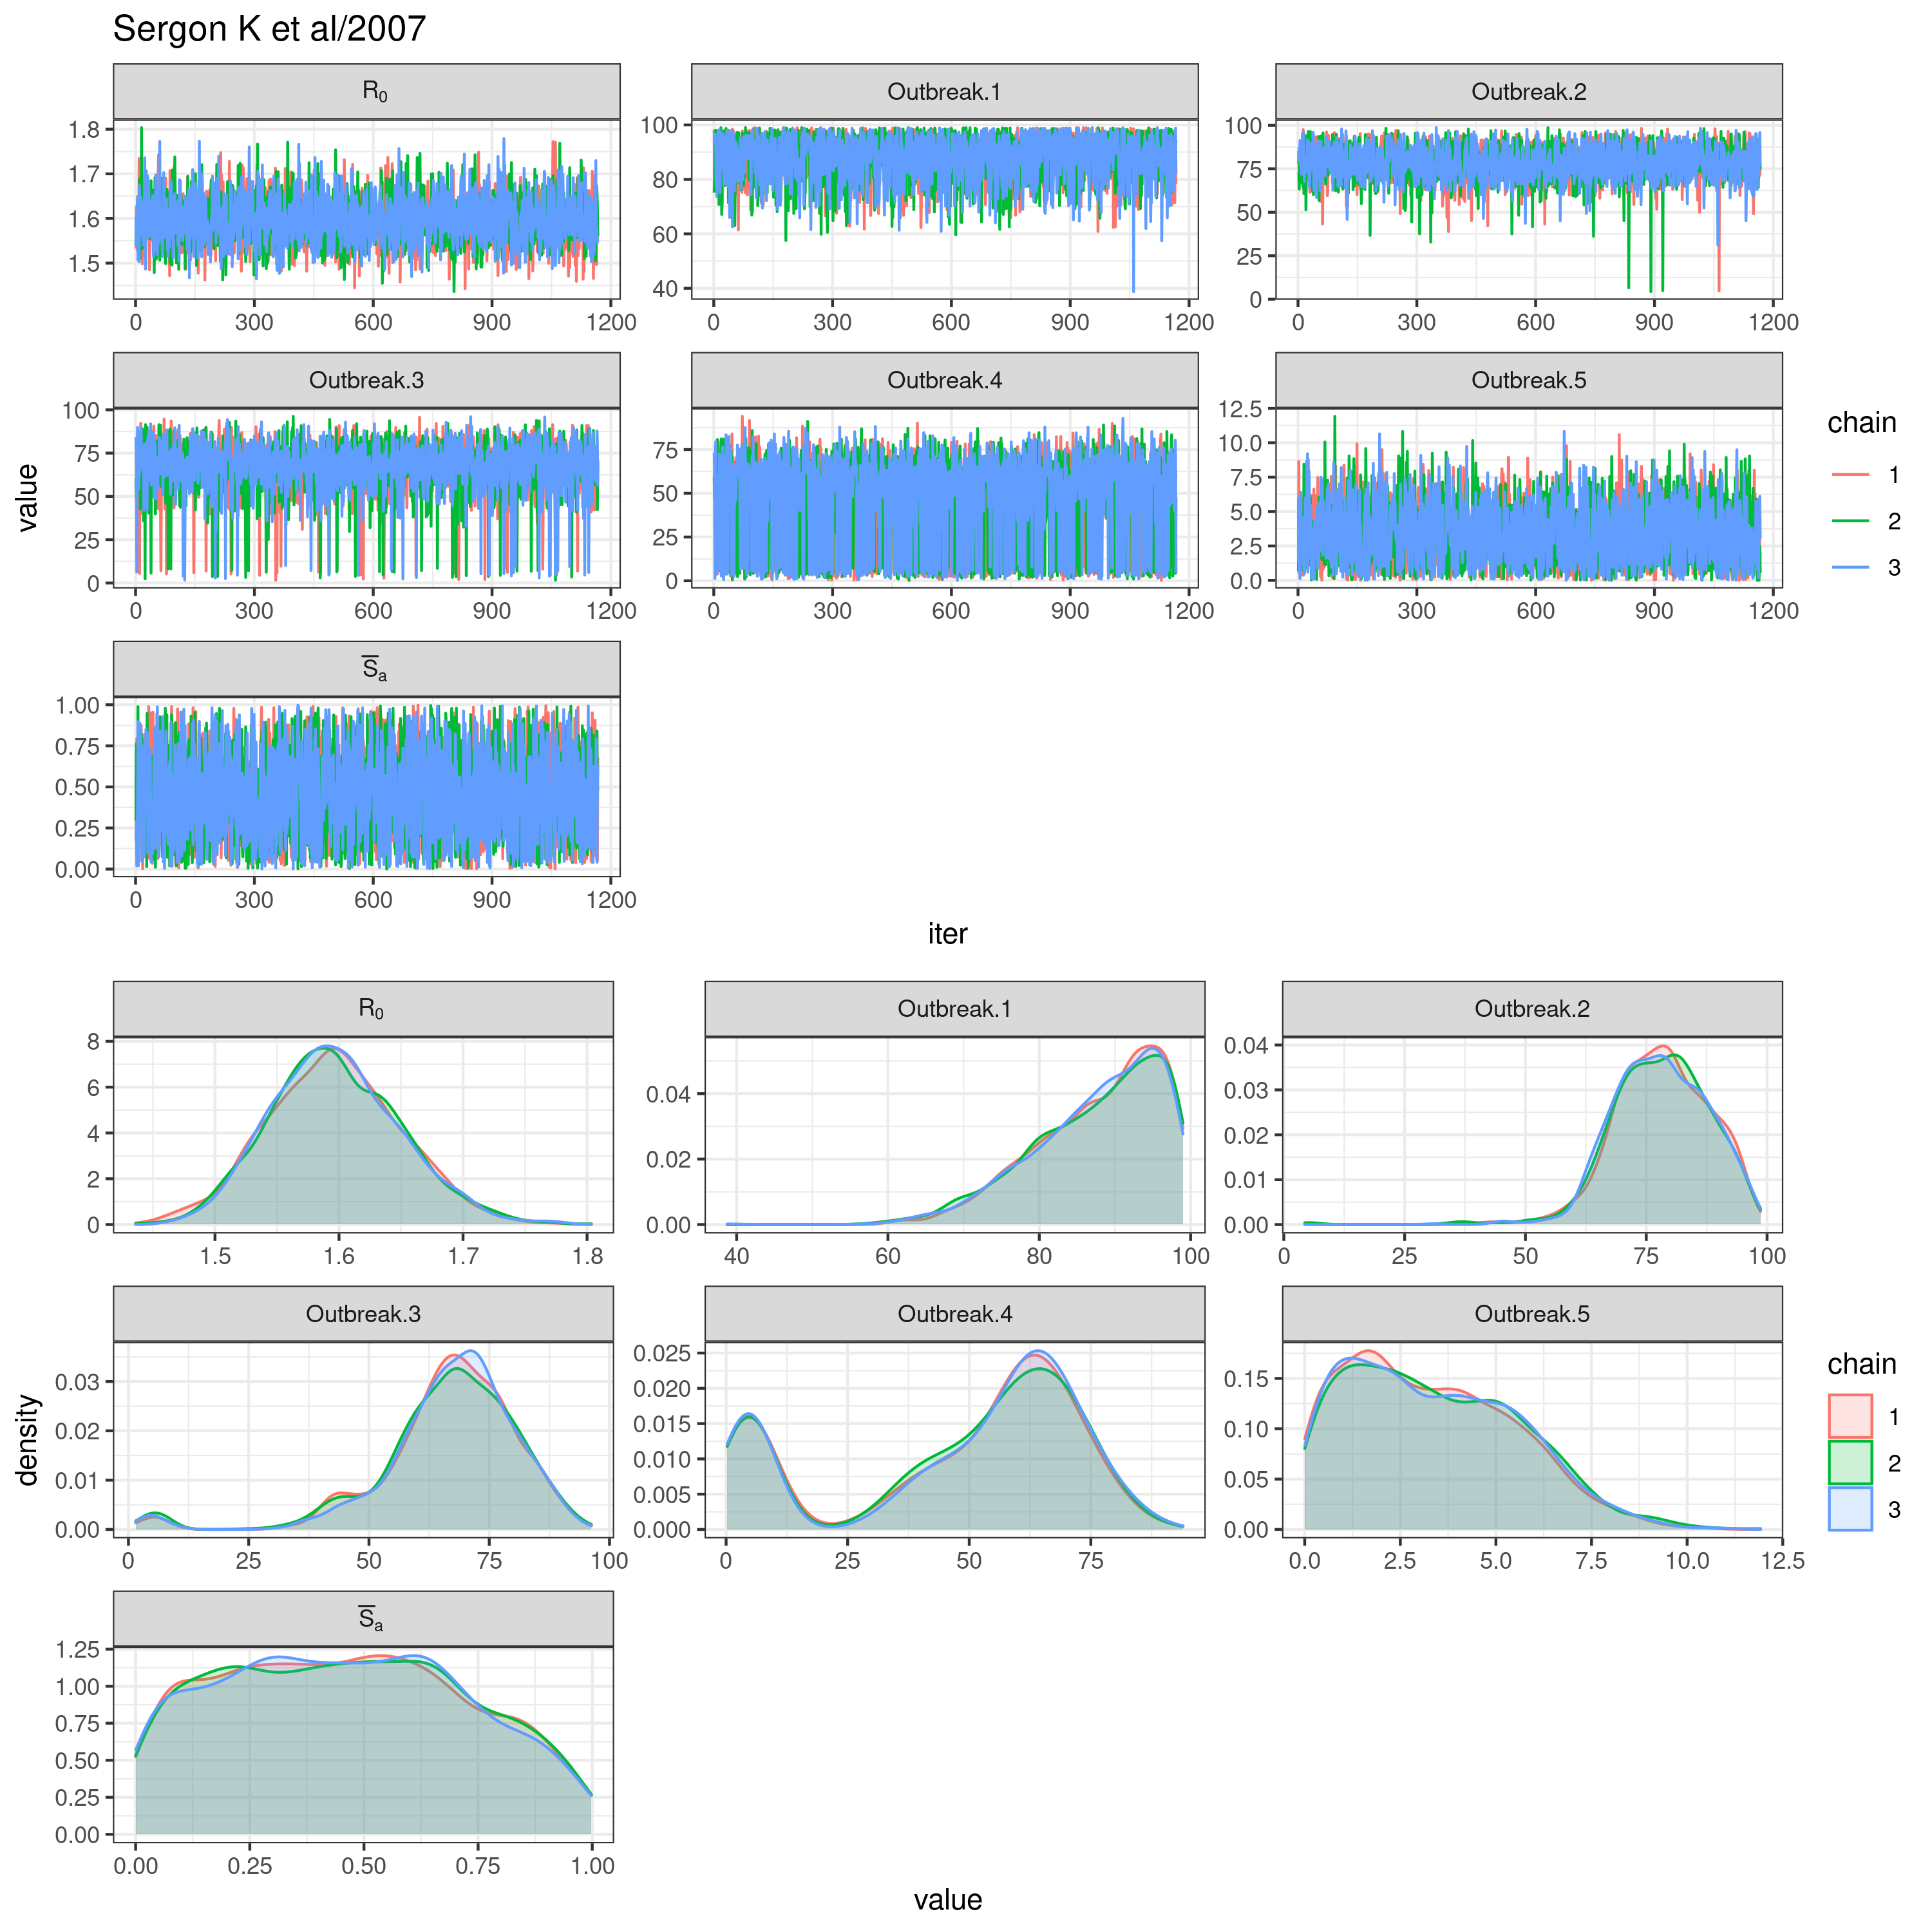 Sergon K et al/2007
R0 Outbreak.1 Outbreak.2
1.8 1.7 1.6 1.5
100 80 60 40
100 75 50 25 0
0 300 600 900 1200 0 300 600 900 1200 0 300 600 900 1200
Outbreak.3 Outbreak.4 Outbreak.5
100 75 50 25 0
75 50 25 0
12.5 10.0 7.5 5.0 2.5 0.0
0 300 600 900 1200 0 300 600 900 1200 0 300 600 900 1200
value
chain
1
2
3
S̅a
1.00 0.75 0.50 0.25 0.00
0 300 600 900 1200
iter
R0 Outbreak.1 Outbreak.2
8 6 4 2 0
0.04 0.02 0.00
0.04 0.03 0.02 0.01 0.00
1.5 1.6 1.7 1.8 40 60 80 100 0 25 50 75 100
Outbreak.3 Outbreak.4 Outbreak.5
0.03 0.02 0.01 0.00
0.025 0.020 0.015 0.010 0.005 0.000
0.15 0.10 0.05 0.00
0 25 50 75 100 0 25 50 75 0.0 2.5 5.0 7.5 10.0 12.5
density
chain
1
2
3
S̅a
1.25 1.00 0.75 0.50 0.25 0.00
0.00 0.25 0.50 0.75 1.00
value